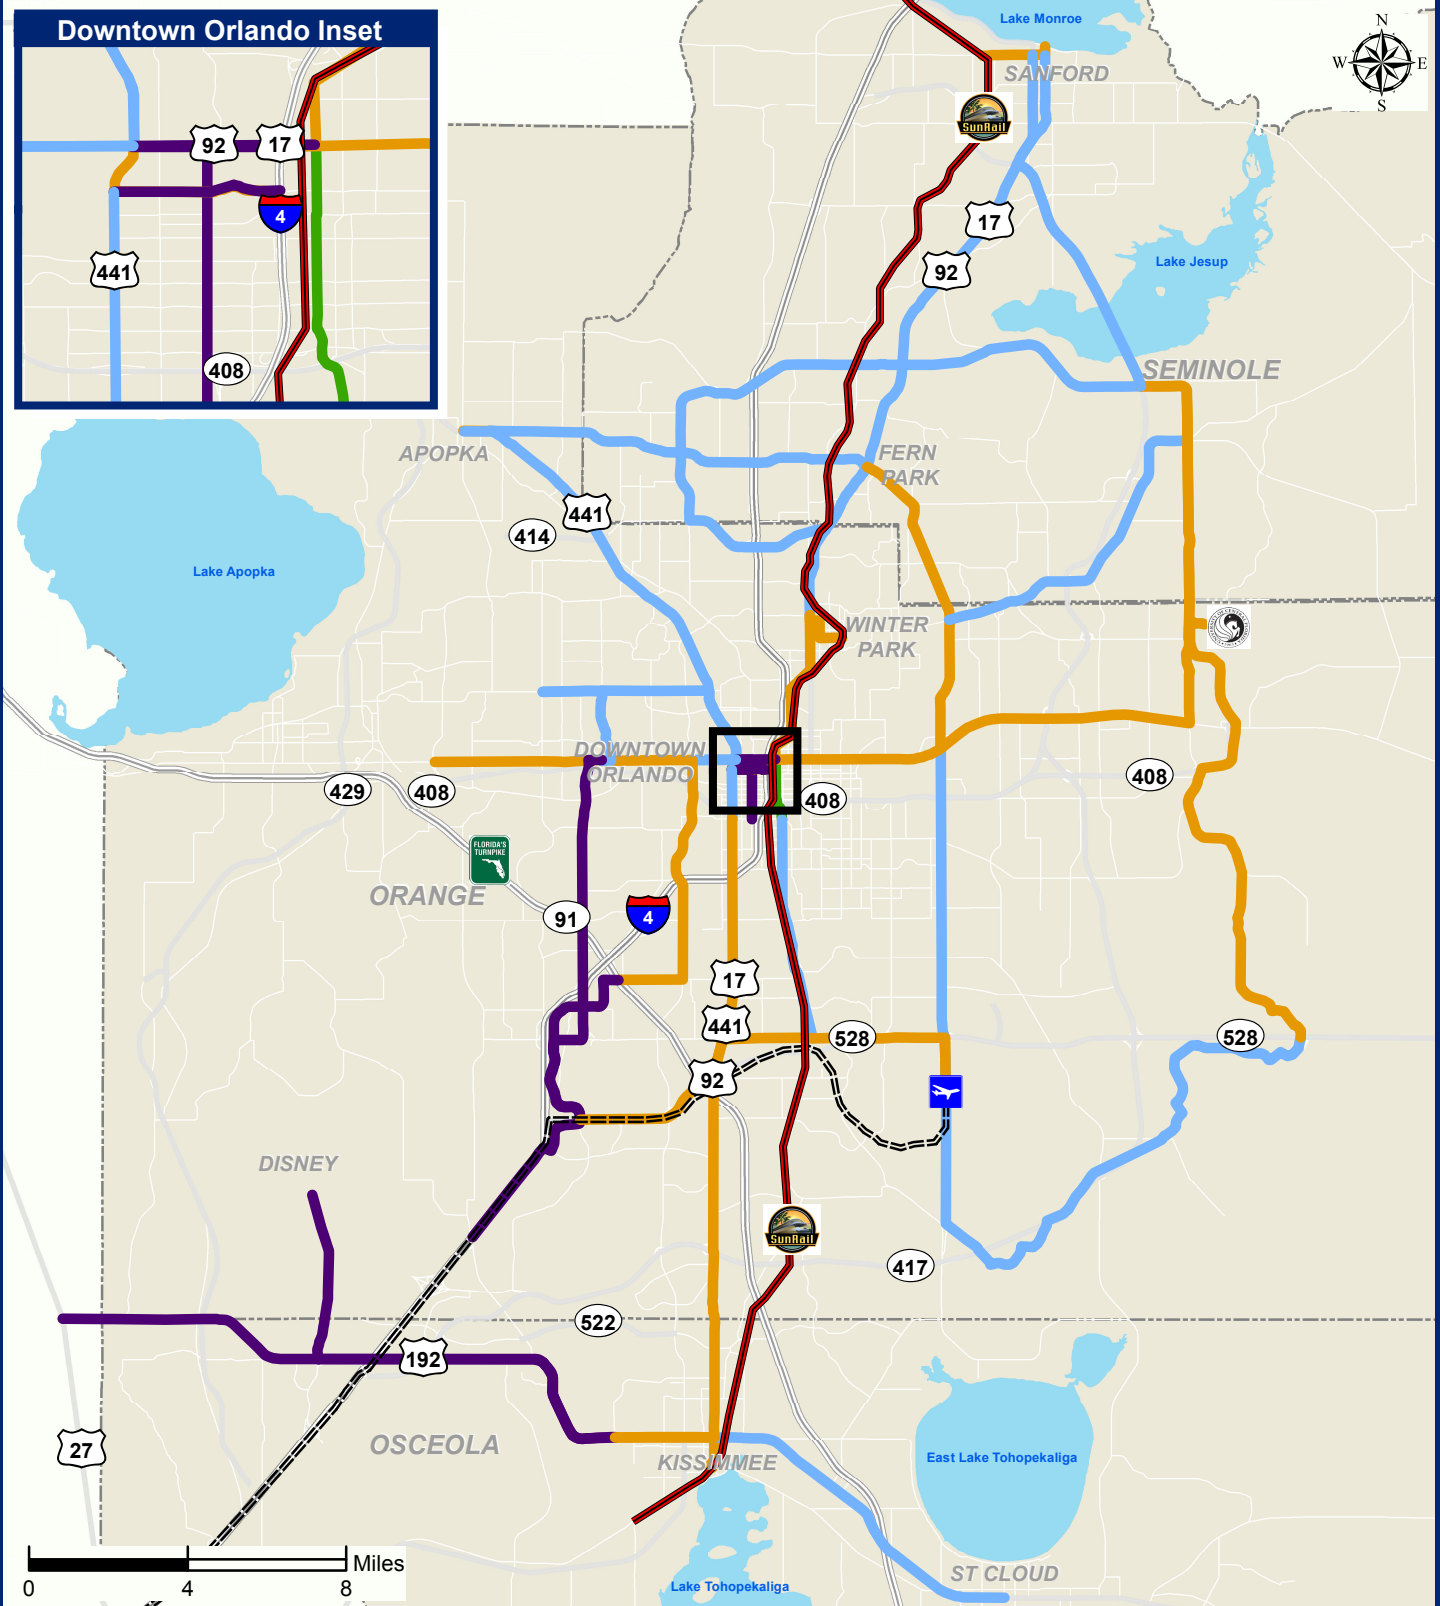 Downtown Orlando Inset
92
17
4
441
408
Lake Monroe
SANFORD
SunRail
N
W
E
S
17
92
Lake Jesup
SEMINOLE
APOPKA
FERN
PARK
441
414
Lake Apopka
WINTER
PARK
DOWNTOWN
ORLANDO
429
408
408
408
FLORIDA'S
TURNPIKE
ORANGE
91
4
17
441
528
528
92
DISNEY
SunRail
417
522
192
27
OSCEOLA
KISSIMMEE
East Lake Tohopekaliga
ST CLOUD
Lake Tohopekaliga
Miles
0
4
8